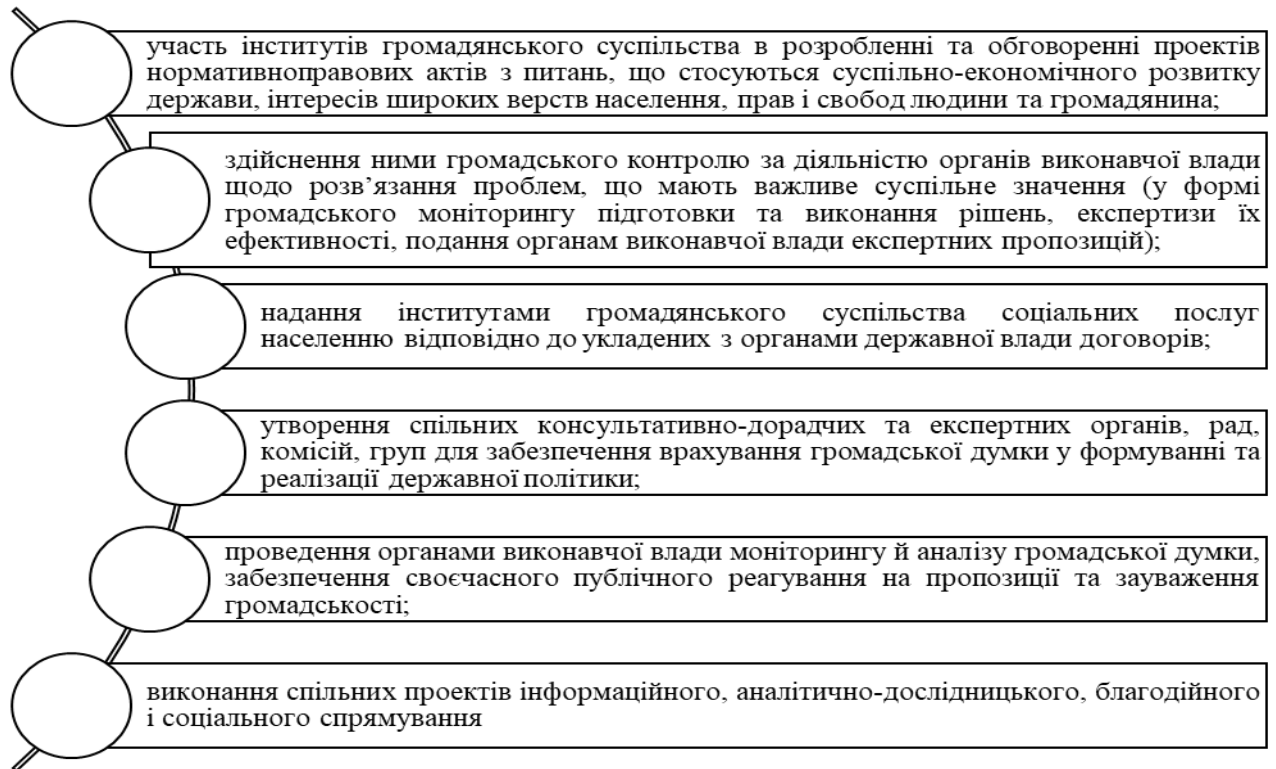 участь інститутів громадянського суспільства в розробленні та обговоренні проектів
нормативноправових актів з питань, що стосуються суспільно-економічного розвитку
держави, інтересів широких верств населення, прав і свобод людини та громадянина;
здійснення ними громадського контролю за діяльністю органів виконавчої влади
щодо розв’язання проблем, що мають важливе суспільне значення (у формі
громадського моніторингу підготовки та виконання рішень, експертизи їх
ефективності, подання органам виконавчої влади експертних пропозицій);
надання інститутами громадянського суспільства соціальних послуг
населенню відповідно до укладених з органами державної влади договорів;
утворення спільних консультативно-дорадчих та експертних органів, рад,
комісій, груп для забезпечення врахування громадської думки у формуванні та
реалізації державної політики;
проведення органами виконавчої влади моніторингу й аналізу громадської думки,
забезпечення своєчасного публічного реагування на пропозиції та зауваження
громадськості;
виконання спільних проектів інформаційного, аналітично-дослідницького, благодійного
і соціального спрямування